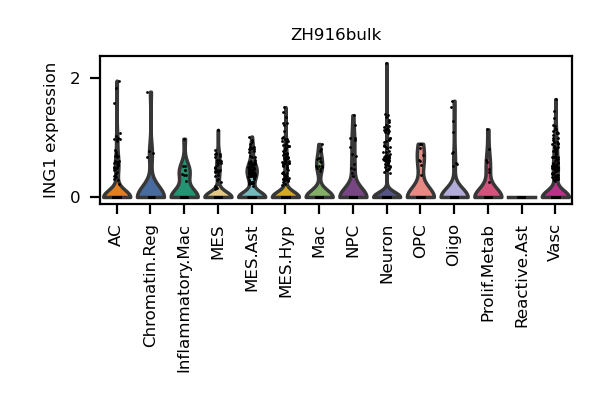 ZH916bulk
ING1 expression
2
0
AC
Chromatin.Reg
Inflammatory.Mac
MES
MES.Ast
MES.Hyp
Mac
NPC
Neuron
OPC
Oligo
Prolif.Metab
Reactive.Ast
Vasc